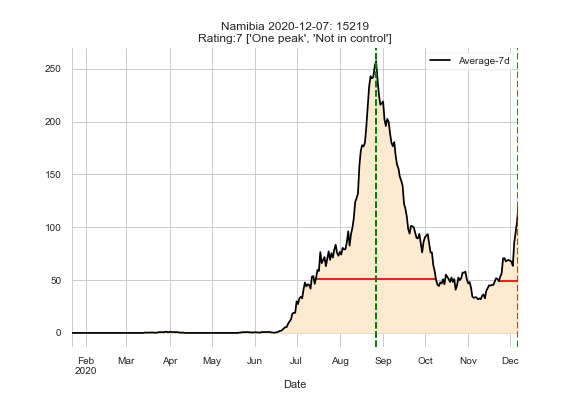 Namibia 2020-12-07: 15219
Rating:7 ['One peak', 'Not in control']
Average-7d
250
200
150
100
50
0
Feb Mar Apr May Jun Jul Aug Sep Oct Nov Dec
2020
Date